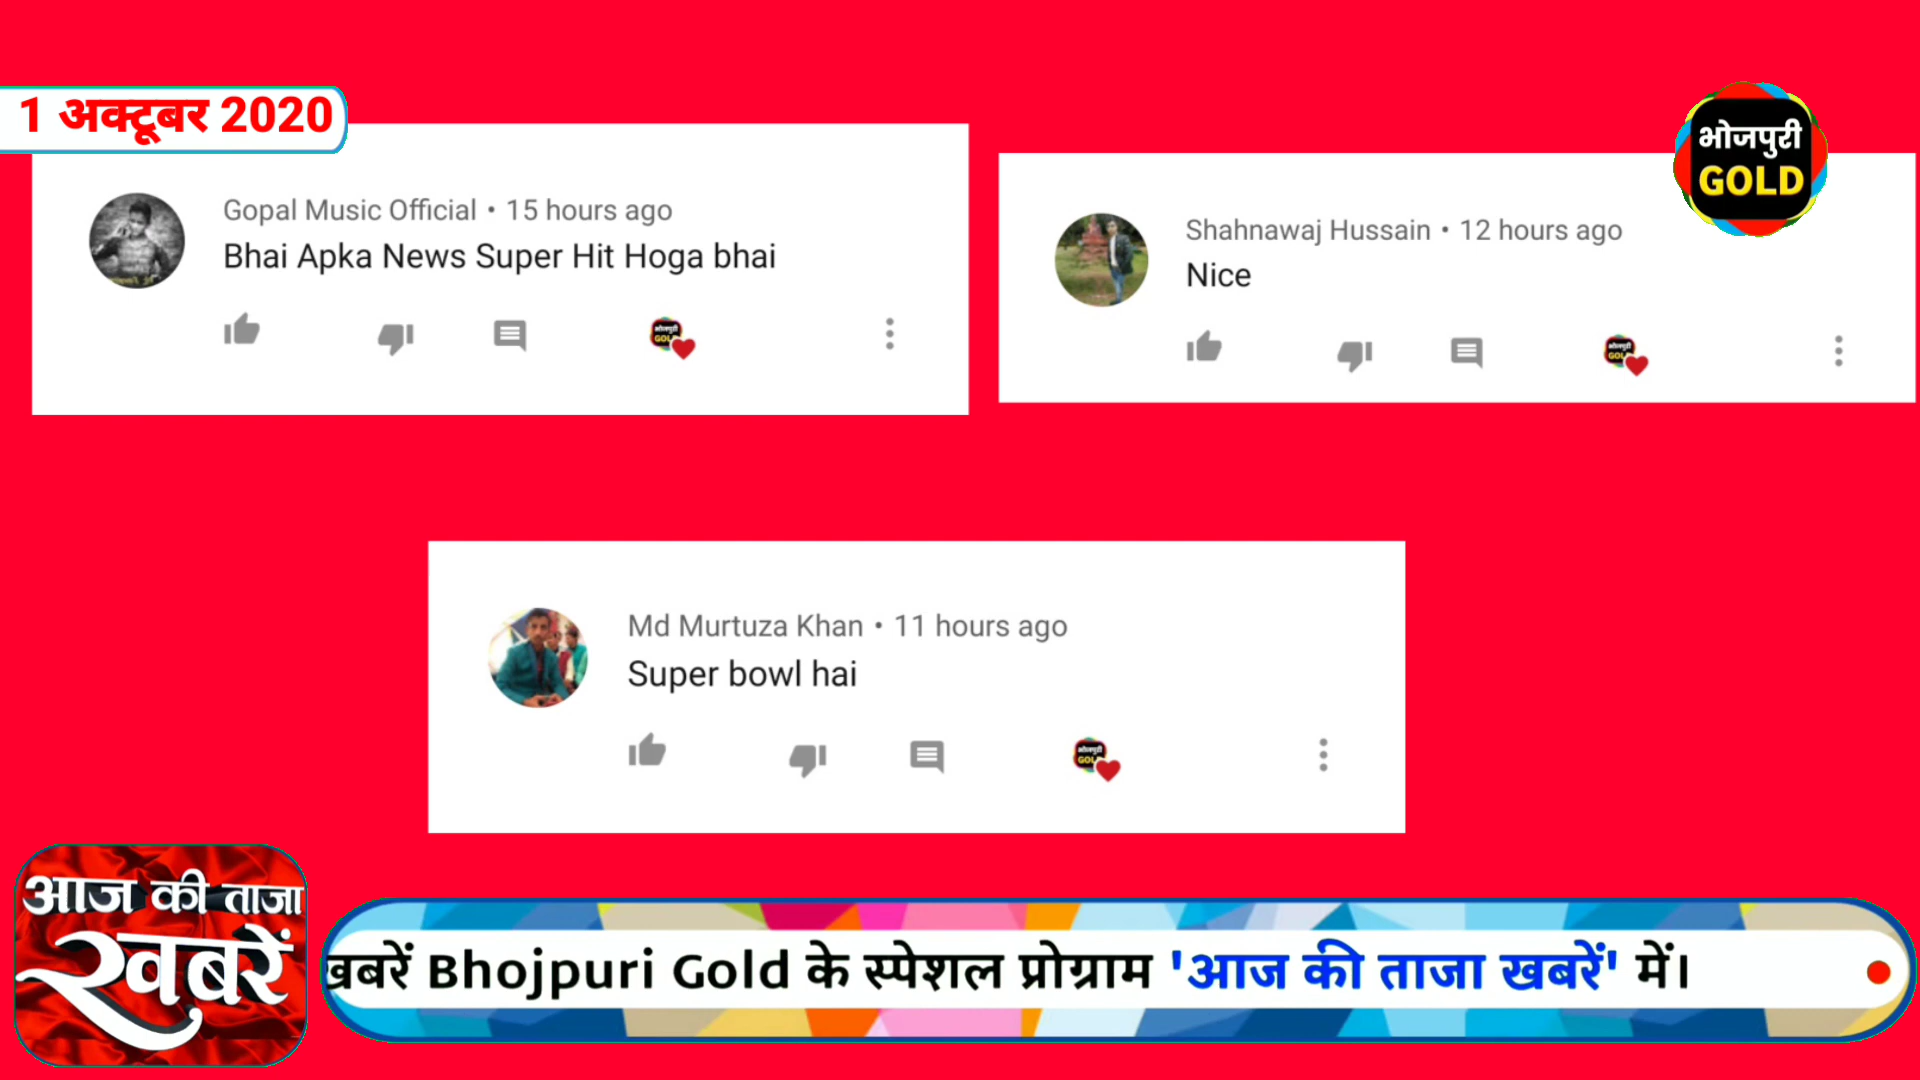 1 अक्टूबर 2020
भोजपुरी
GOLD
Gopal Music Official • 15 hours ago
Bhai Apka News Super Hit Hoga bhai
Shahnawaj Hussain • 12 hours ago
Nice
Md Murtuza Khan • 11 hours ago
Super bowl hai
आज की ताजा
खबरें
खबरें Bhojpuri Gold के स्पेशल प्रोग्राम 'आज की ताजा खबरें' में।